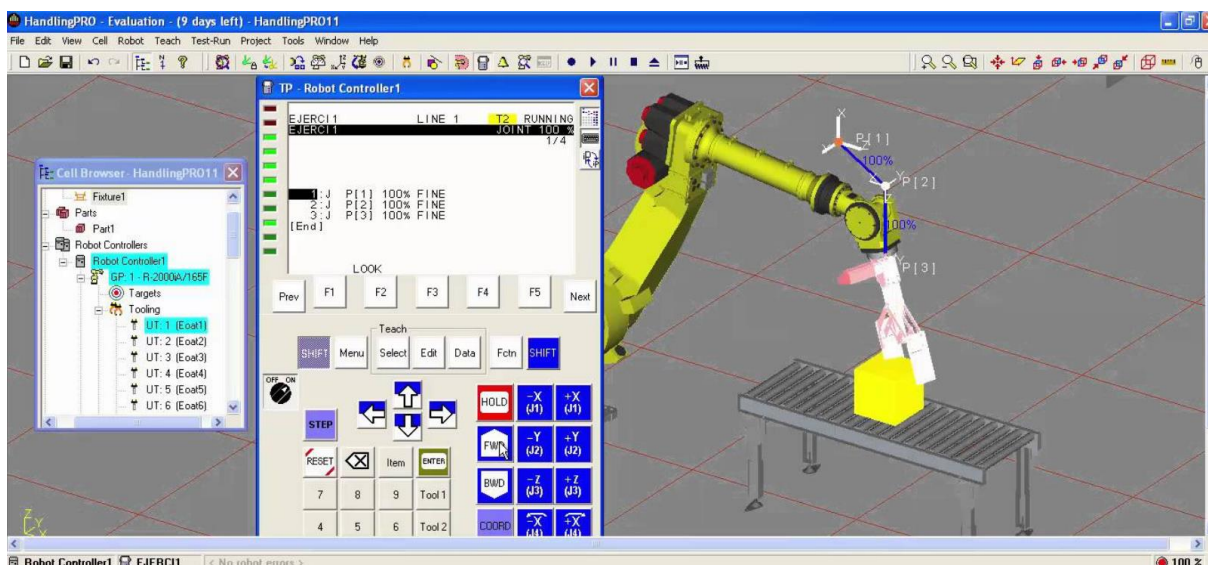 HandlingPRO - Evaluation - (9 days left) - HandlingPRO11
File Edit View Cell Robot Teach Test-Run Project Tools Window Help
TP - Robot Controller1
EJERCI1 LINE 1 T2 RUNNING
EJERCI1 JOINT 100 %
1/4
1:J P[1] 100% FINE
2:J P[2] 100% FINE
3:J P[3] 100% FINE
[End]
LOOK
Prev F1 F2 F3 F4 F5 Next
Teach
SHIFT Menu Select Edit Data Fctn SHIFT
OFF ON
HOLD -X (J1) +X (J1)
STEP
FWD -Y (J2) +Y (J2)
RESET Item ENTER
BWD -Z (J3) +Z (J3)
7 8 9 Tool 1
4 5 6 Tool 2 COORD -X (J4) +X (J4)
Cell Browser - HandlingPRO11
Fixture1
Parts
Part1
Robot Controllers
Robot Controller1
GP: 1 - R-2000iA/165F
Targets
Tooling
UT: 1 (Eoat1)
UT: 2 (Eoat2)
UT: 3 (Eoat3)
UT: 4 (Eoat4)
UT: 5 (Eoat5)
UT: 6 (Eoat6)
P[1]
100%
P[2]
100%
P[3]
Robot Controller1 EJERCI1 < No robot errors > 100 %